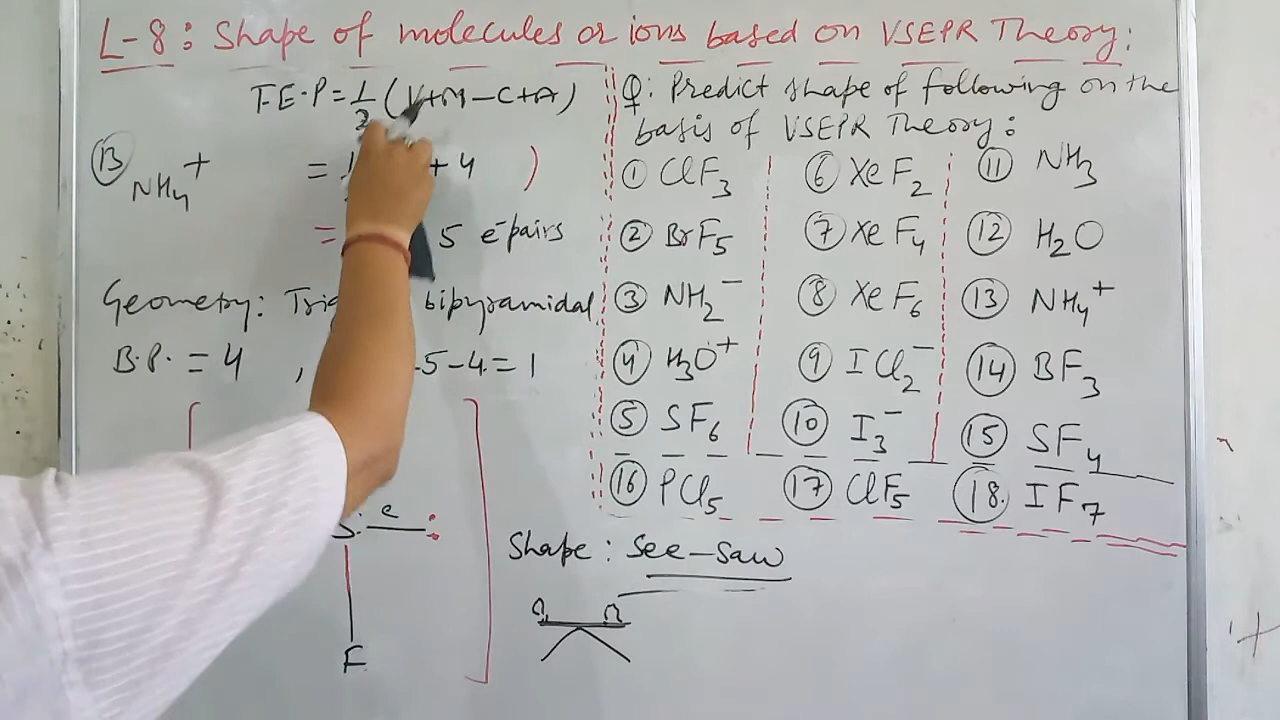 L-8: Shape of molecules or ions based on VSEPR Theory:
T.E.P = 1/2 (V+M-C+A)
⑬ NH4+ = + 4 )
= 5 e pairs
Geometry: bipyramidal
B.P. = 4 , 5-4=1
S. e :
F
Shape: See-saw
Q: Predict shape of following on the
basis of VSEPR Theory:
① ClF3 ⑥ XeF2 ⑪ NH3
② BrF5 ⑦ XeF4 ⑫ H2O
③ NH2- ⑧ XeF6 ⑬ NH4+
④ H3O+ ⑨ ICl2- ⑭ BF3
⑤ SF6 ⑩ I3- ⑮ SF4
⑯ PCl5 ⑰ ClF5 ⑱ IF7